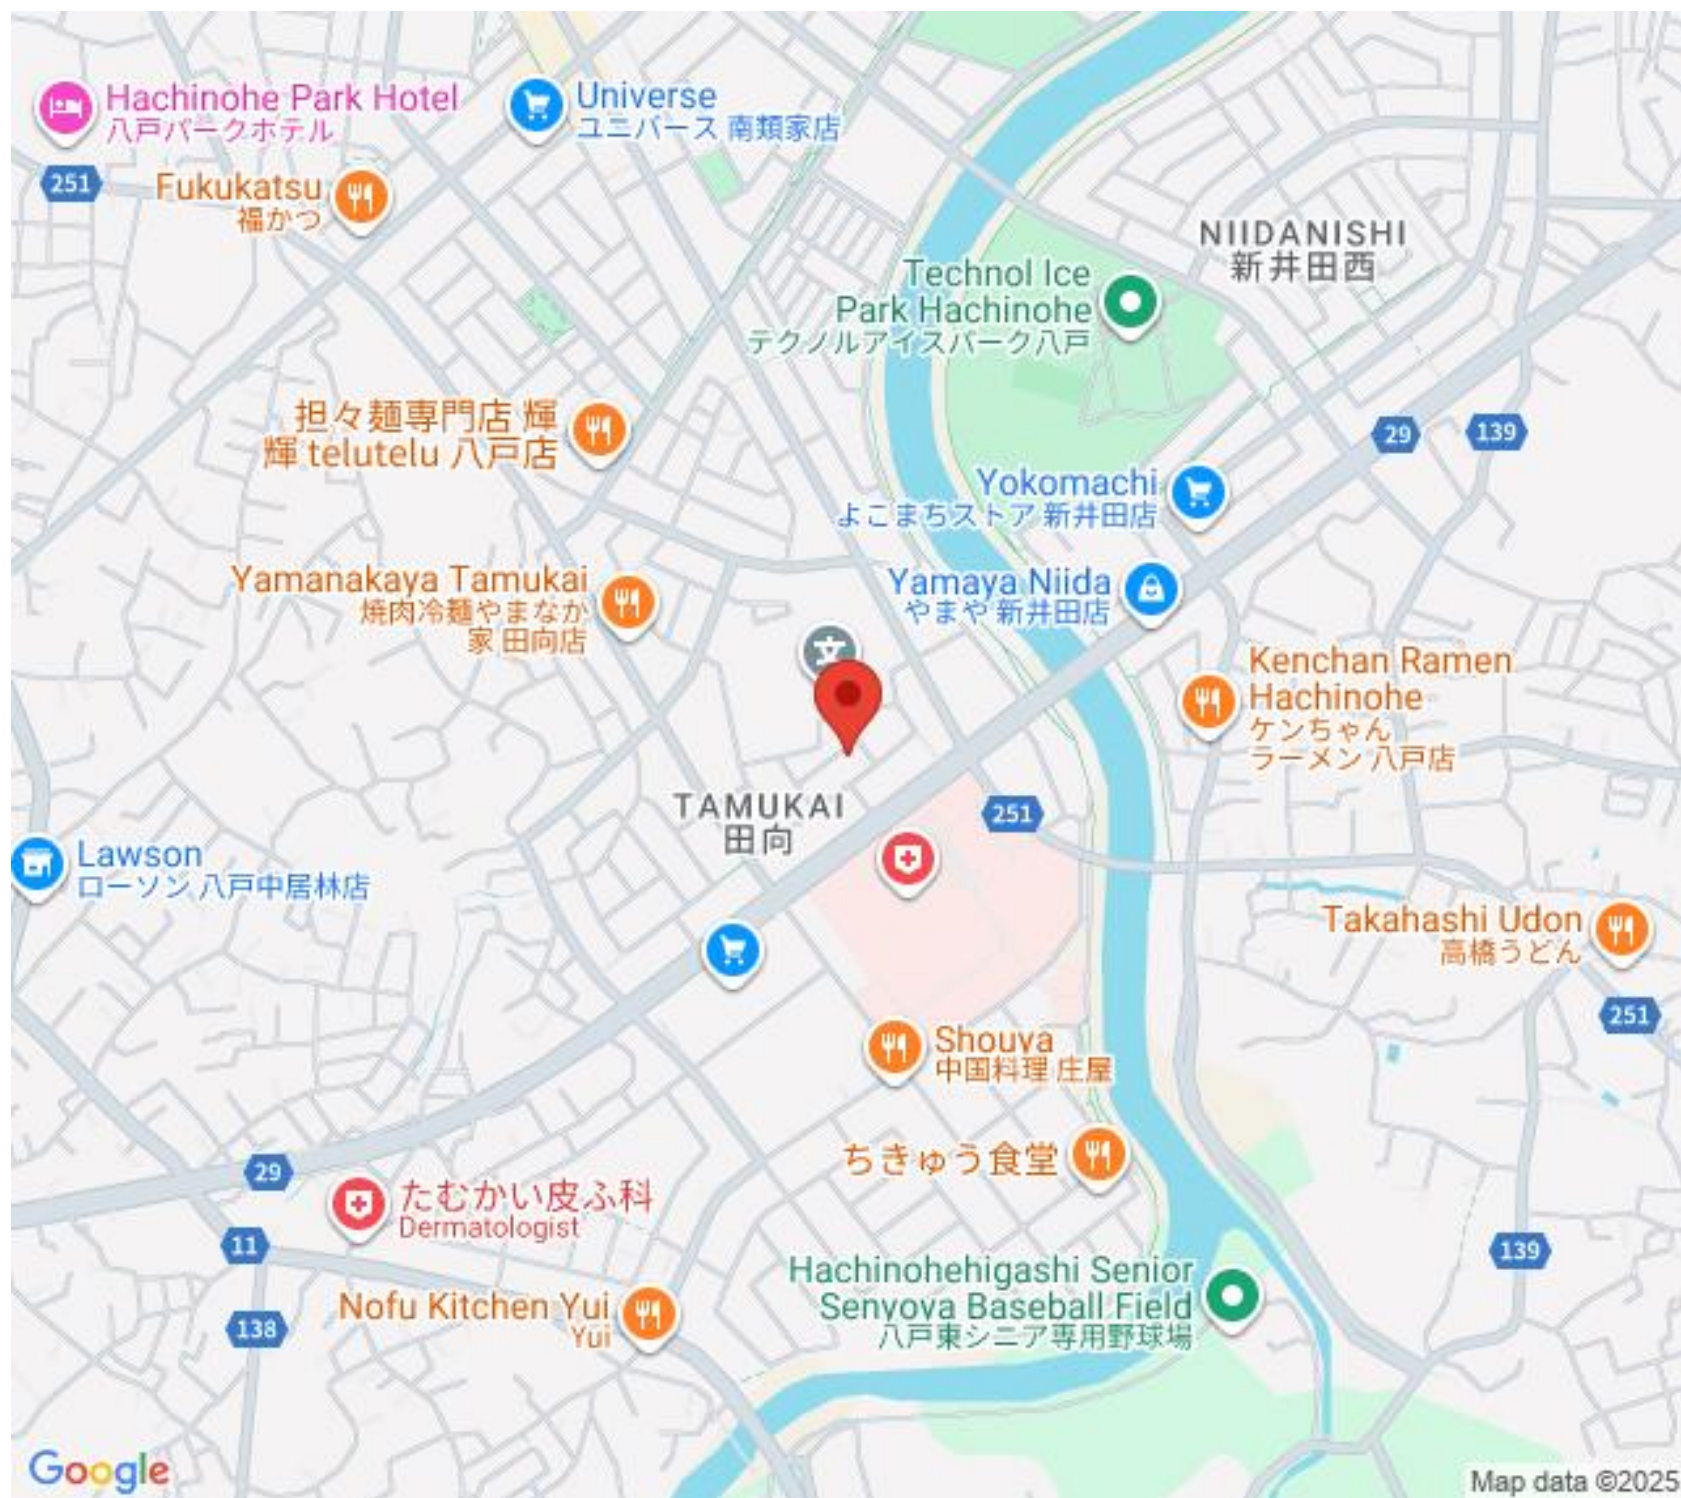 Hachinohe Park Hotel
八戸パークホテル
Universe
ユニバース 南類家店
251
Fukukatsu
福かつ
NIIDANISHI
新井田西
Technol Ice
Park Hachinohe
テクノルアイスパーク八戸
担々麺専門店 輝
輝 telutelu 八戸店
29
139
Yokomachi
よこまちストア 新井田店
Yamanakaya Tamukai
焼肉冷麺やまなか
家 田向店
Yamaya Niida
やまや 新井田店
文
Kenchan Ramen
Hachinohe
ケンちゃん
ラーメン 八戸店
TAMUKAI
田向
251
Lawson
ローソン 八戸中居林店
Takahashi Udon
高橋うどん
251
Shouya
中国料理 庄屋
ちきゅう食堂
29
たむかい皮ふ科
Dermatologist
11
139
Hachinohehigashi Senior
Senyova Baseball Field
八戸東シニア専用野球場
138
Nofu Kitchen Yui
Yui
Google
Map data ©2025